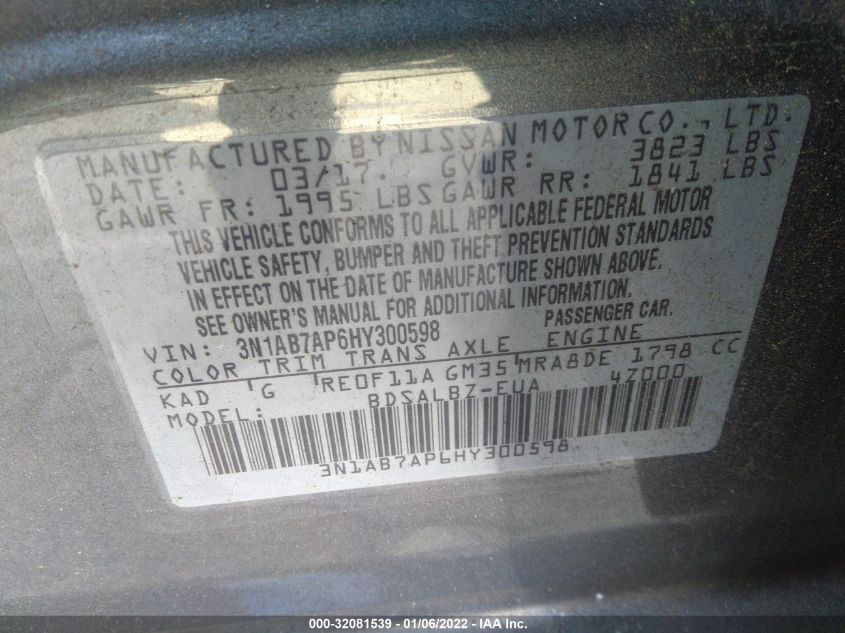 MANUFACTURED BY NISSAN MOTOR CO., LTD.
DATE: 03/17 GVWR: 3823 LBS
GAWR FR: 1995 LBS GAWR RR: 1841 LBS
THIS VEHICLE CONFORMS TO ALL APPLICABLE FEDERAL MOTOR
VEHICLE SAFETY, BUMPER AND THEFT PREVENTION STANDARDS
IN EFFECT ON THE DATE OF MANUFACTURE SHOWN ABOVE.
SEE OWNER'S MANUAL FOR ADDITIONAL INFORMATION.
VIN: 3N1AB7AP6HY300598 PASSENGER CAR.
COLOR TRIM TRANS AXLE ENGINE
KAD G RE0F11A GM35 MRA8DE 1798 CC
MODEL: BDSALBZ-EUA 4Z000
3N1AB7AP6HY300598
000-32081539 - 01/06/2022 - IAA Inc.